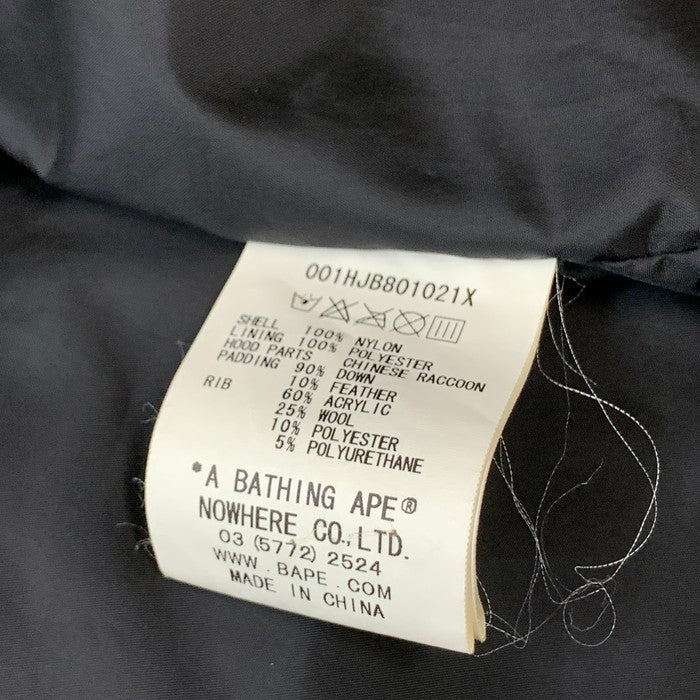 001HJB801021X
SHELL 100% NYLON
LINING 100% POLYESTER
HOOD PARTS CHINESE RACCOON
PADDING 90% DOWN
10% FEATHER
RIB 60% ACRYLIC
25% WOOL
10% POLYESTER
5% POLYURETHANE
*A BATHING APE®
NOWHERE CO.,LTD.
03 (5772) 2524
WWW.BAPE.COM
MADE IN CHINA